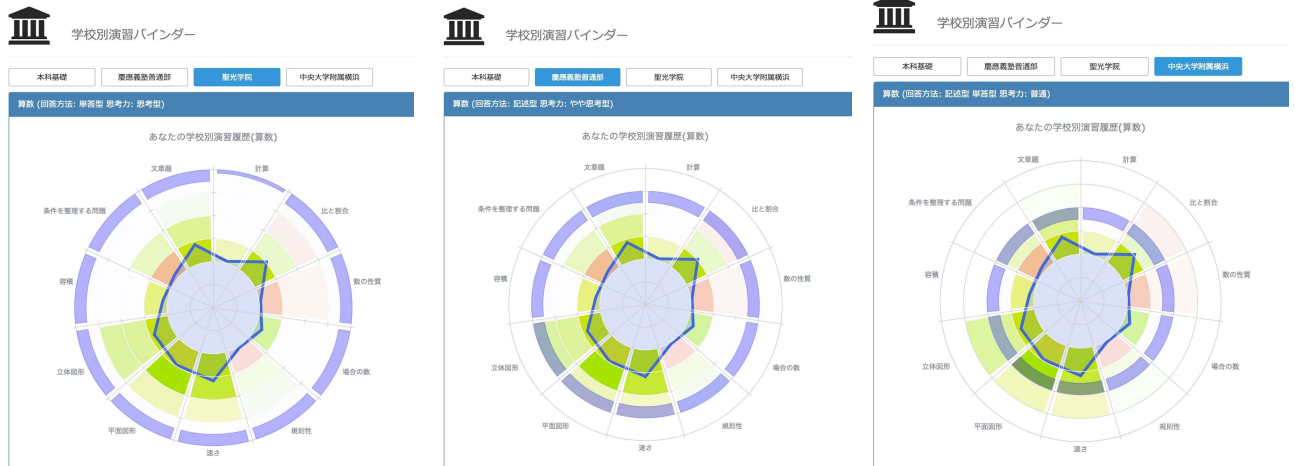 学校別演習バインダー
本科基礎
慶應義塾普通部
聖光学院
中央大学附属横浜
算数 (回答方法: 単答型 思考力: 思考型)
あなたの学校別演習履歴(算数)
文章題
計算
条件を整理する問題
比と割合
容積
数の性質
立体図形
場合の数
平面図形
規則性
速さ
学校別演習バインダー
本科基礎
慶應義塾普通部
聖光学院
中央大学附属横浜
算数 (回答方法: 記述型 思考力: やや思考型)
あなたの学校別演習履歴(算数)
文章題
計算
条件を整理する問題
比と割合
容積
数の性質
立体図形
場合の数
平面図形
規則性
速さ
学校別演習バインダー
本科基礎
慶應義塾普通部
聖光学院
中央大学附属横浜
算数 (回答方法: 記述型 単答型 思考力: 普通)
あなたの学校別演習履歴(算数)
文章題
計算
条件を整理する問題
比と割合
容積
数の性質
立体図形
場合の数
平面図形
規則性
速さ